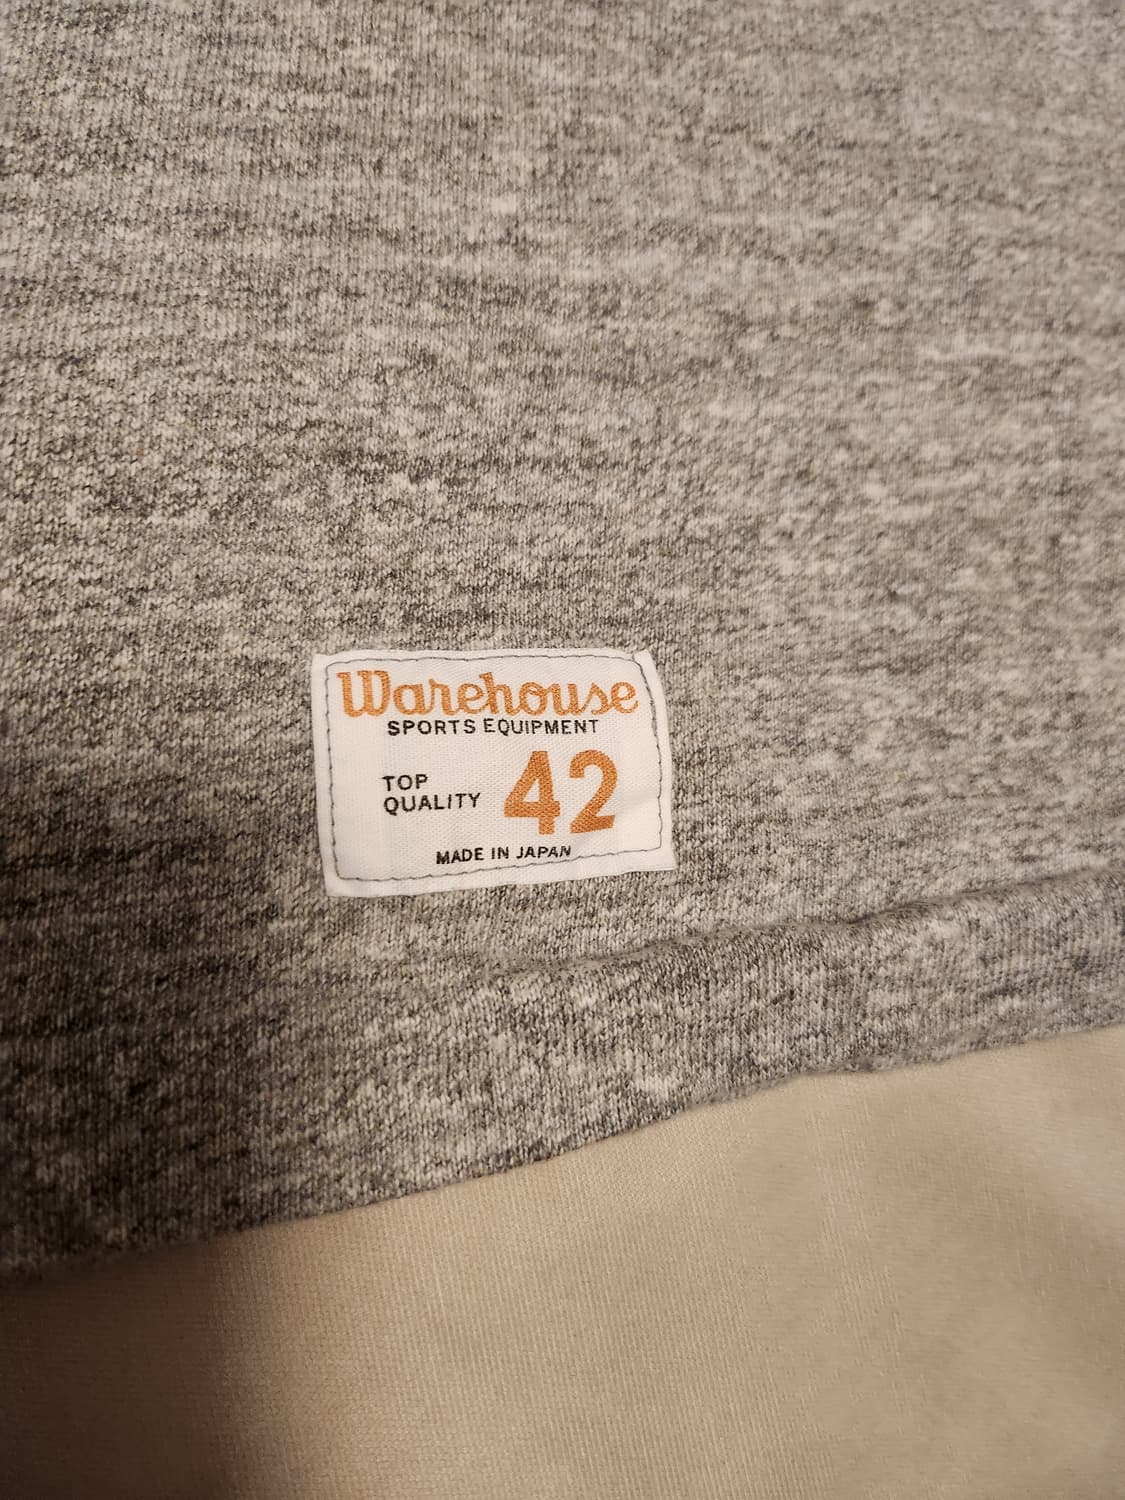 Warehouse
SPORTS EQUIPMENT
TOP
QUALITY
42
MADE IN JAPAN